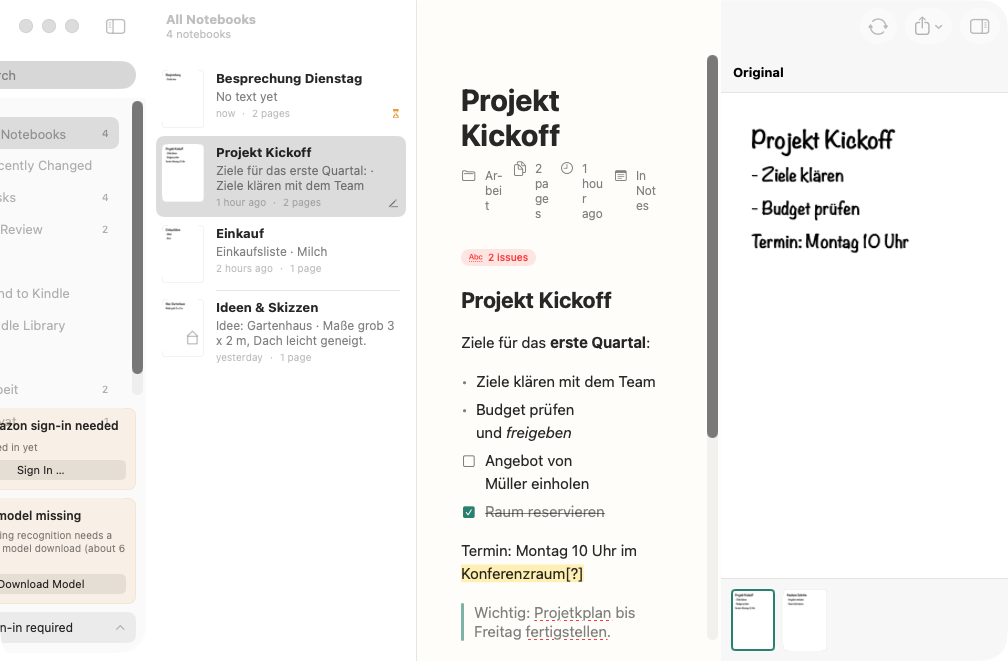 All Notebooks
4 notebooks
rch
Notebooks 4
cently Changed
sks 4
Review 2
nd to Kindle
dle Library
beit 2
azon sign-in needed
ed in yet
Sign In ...
model missing
ing recognition needs a
model download (about 6
Download Model
n-in required
Besprechung Dienstag
No text yet
now · 2 pages
Projekt Kickoff
Ziele für das erste Quartal: ·
Ziele klären mit dem Team
1 hour ago · 2 pages
Einkauf
Einkaufsliste · Milch
2 hours ago · 1 page
Ideen & Skizzen
Idee: Gartenhaus · Maße grob 3
x 2 m, Dach leicht geneigt.
yesterday · 1 page
Projekt
Kickoff
Ar-
bei
t
2
pa
ge
s
1
hou
r
ago
In
Not
es
Abc 2 issues
Projekt Kickoff
Ziele für das erste Quartal:
• Ziele klären mit dem Team
• Budget prüfen
und freigeben
Angebot von
Müller einholen
Raum reservieren
Termin: Montag 10 Uhr im
Konferenzraum[?]
Wichtig: Projetkplan bis
Freitag fertigstellen.
Original
Projekt Kickoff
- Ziele klären
- Budget prüfen
Termin: Montag 10 Uhr